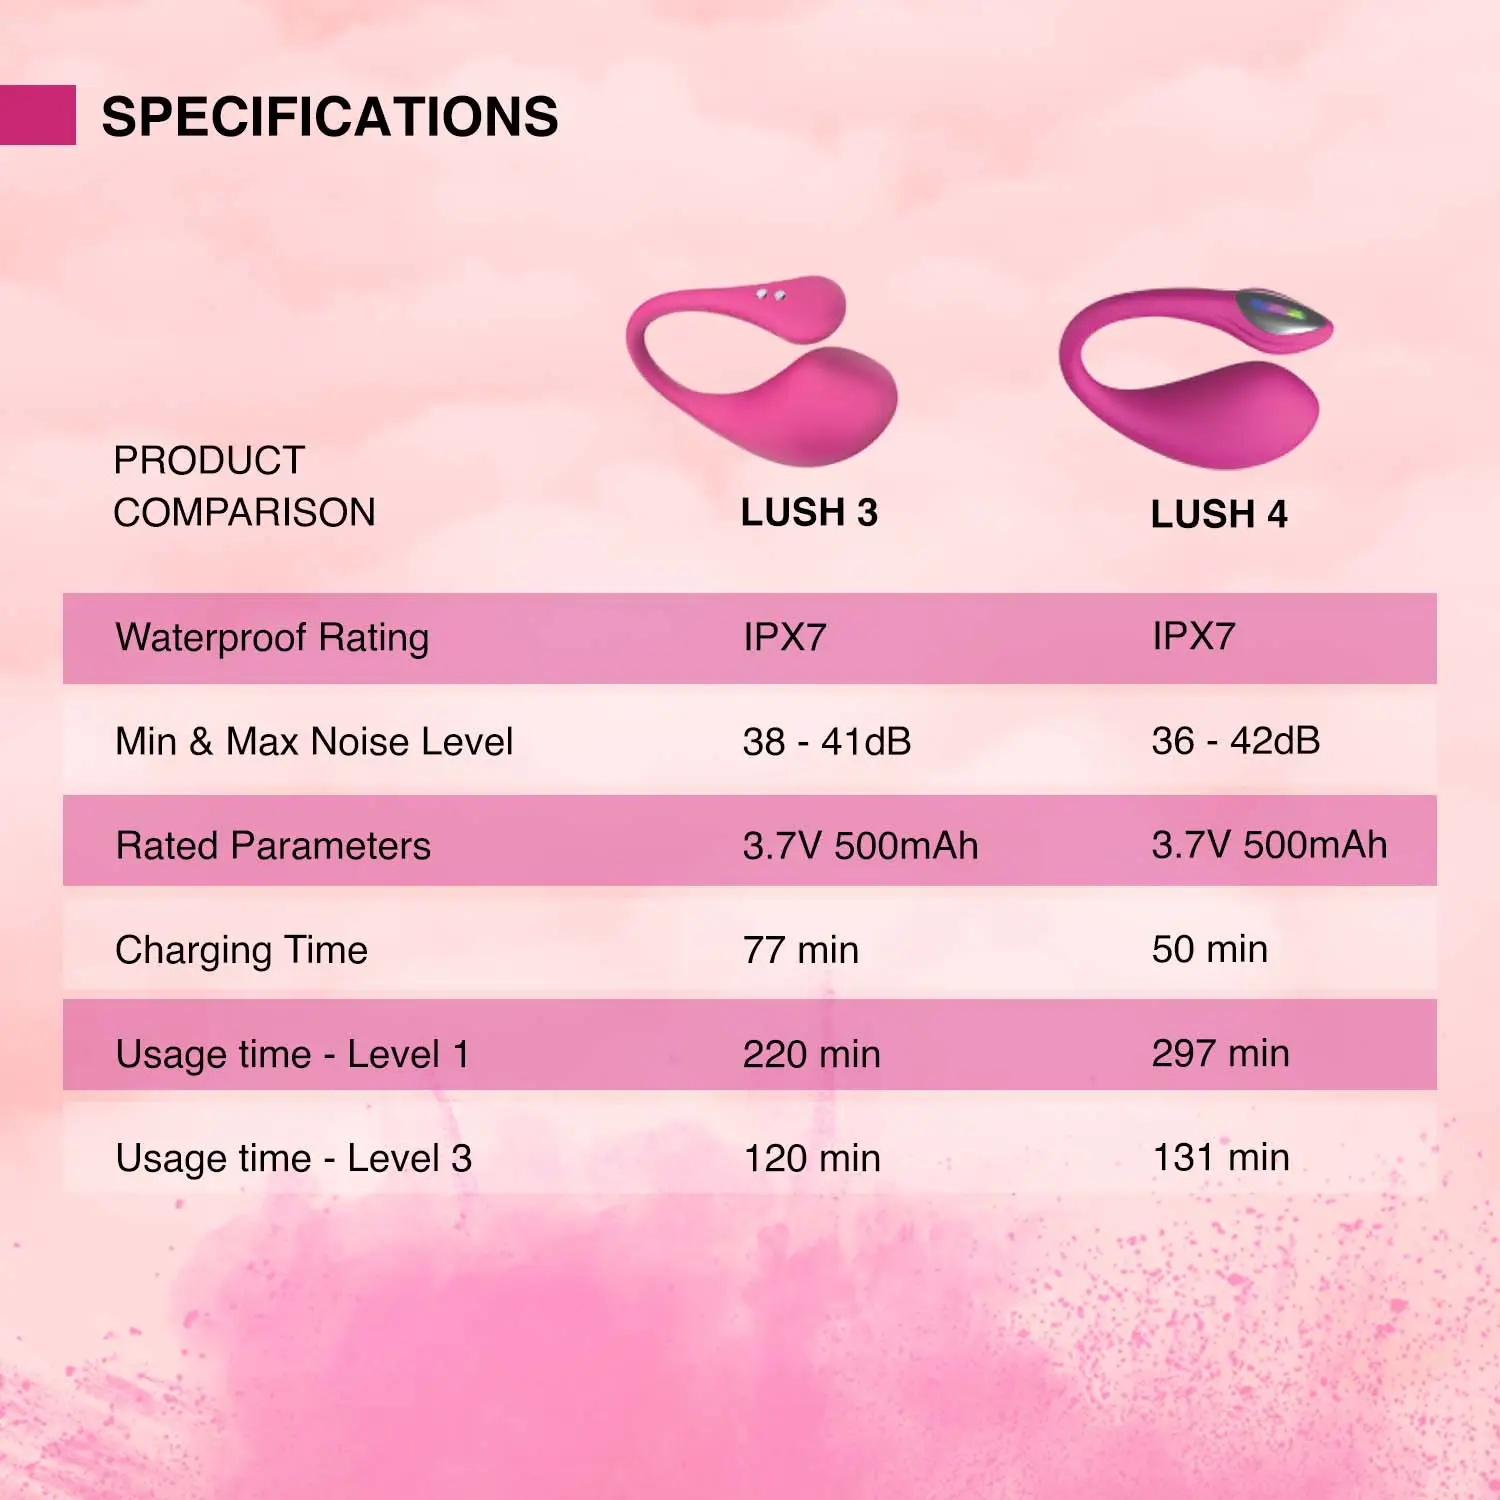 SPECIFICATIONS
PRODUCT
COMPARISON
LUSH 3
LUSH 4
Waterproof Rating IPX7 IPX7
Min & Max Noise Level 38 - 41dB 36 - 42dB
Rated Parameters 3.7V 500mAh 3.7V 500mAh
Charging Time 77 min 50 min
Usage time - Level 1 220 min 297 min
Usage time - Level 3 120 min 131 min